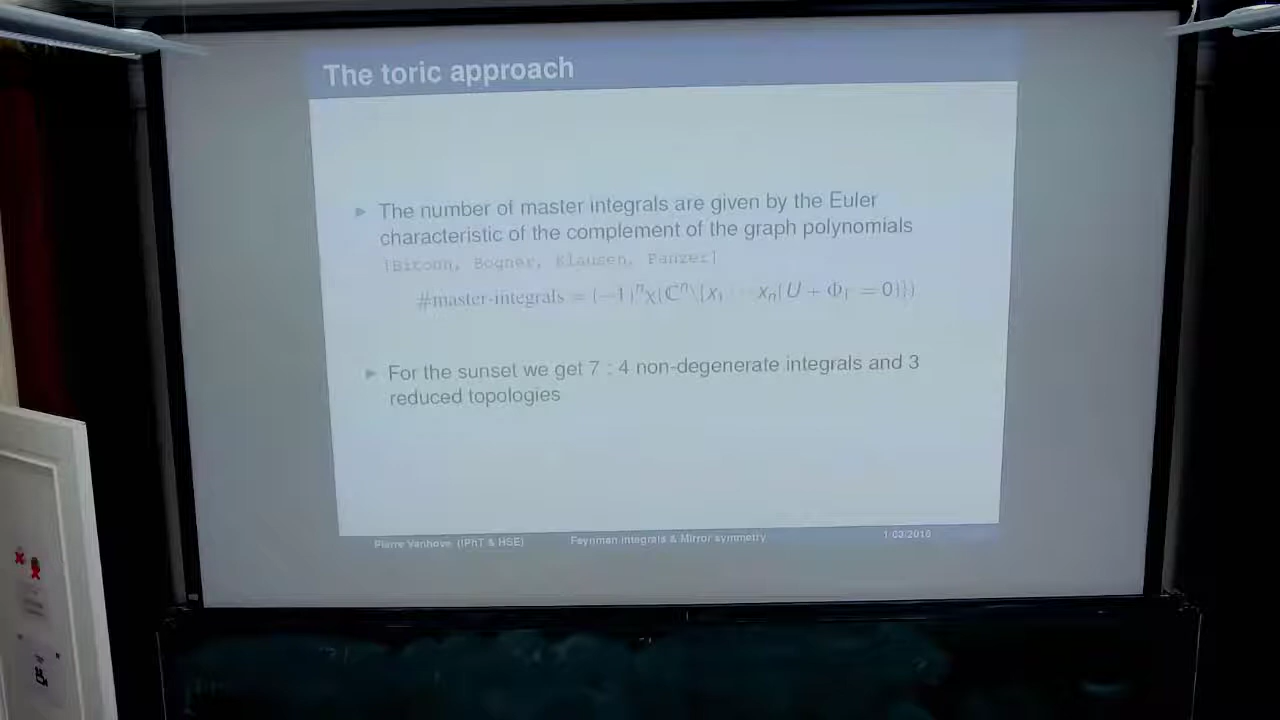 The toric approach
► The number of master integrals are given by the Euler
characteristic of the complement of the graph polynomials
[Bitoun, Bogner, Klausen, Panzer]
#master-integrals = (−1)ⁿχ(ℂⁿ\{x₁ ⋯ xₙ(U + Φ_Γ = 0)})
► For the sunset we get 7 : 4 non-degenerate integrals and 3
reduced topologies
Pierre Vanhove (IPhT & HSE) Feynman integrals & Mirror symmetry